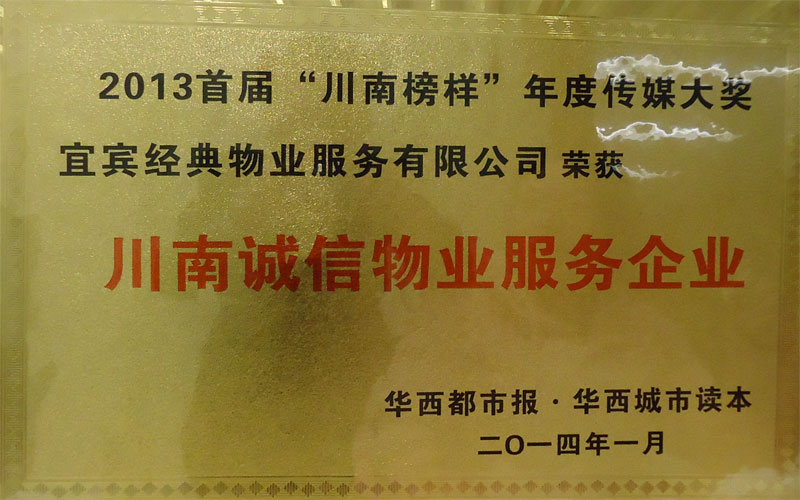 2013首届“川南榜样”年度传媒大奖
宜宾经典物业服务有限公司 荣获
川南诚信物业服务企业
华西都市报·华西城市读本
二〇一四年一月